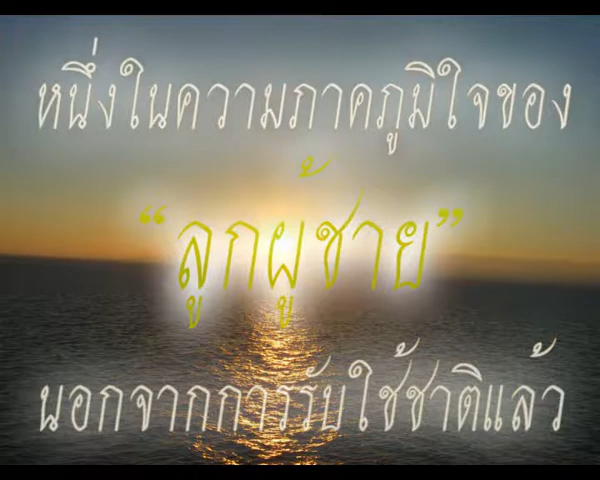 หนึ่งในความภาคภูมิใจของ
“ลูกผู้ชาย”
นอกจากการรับใช้ชาติแล้ว